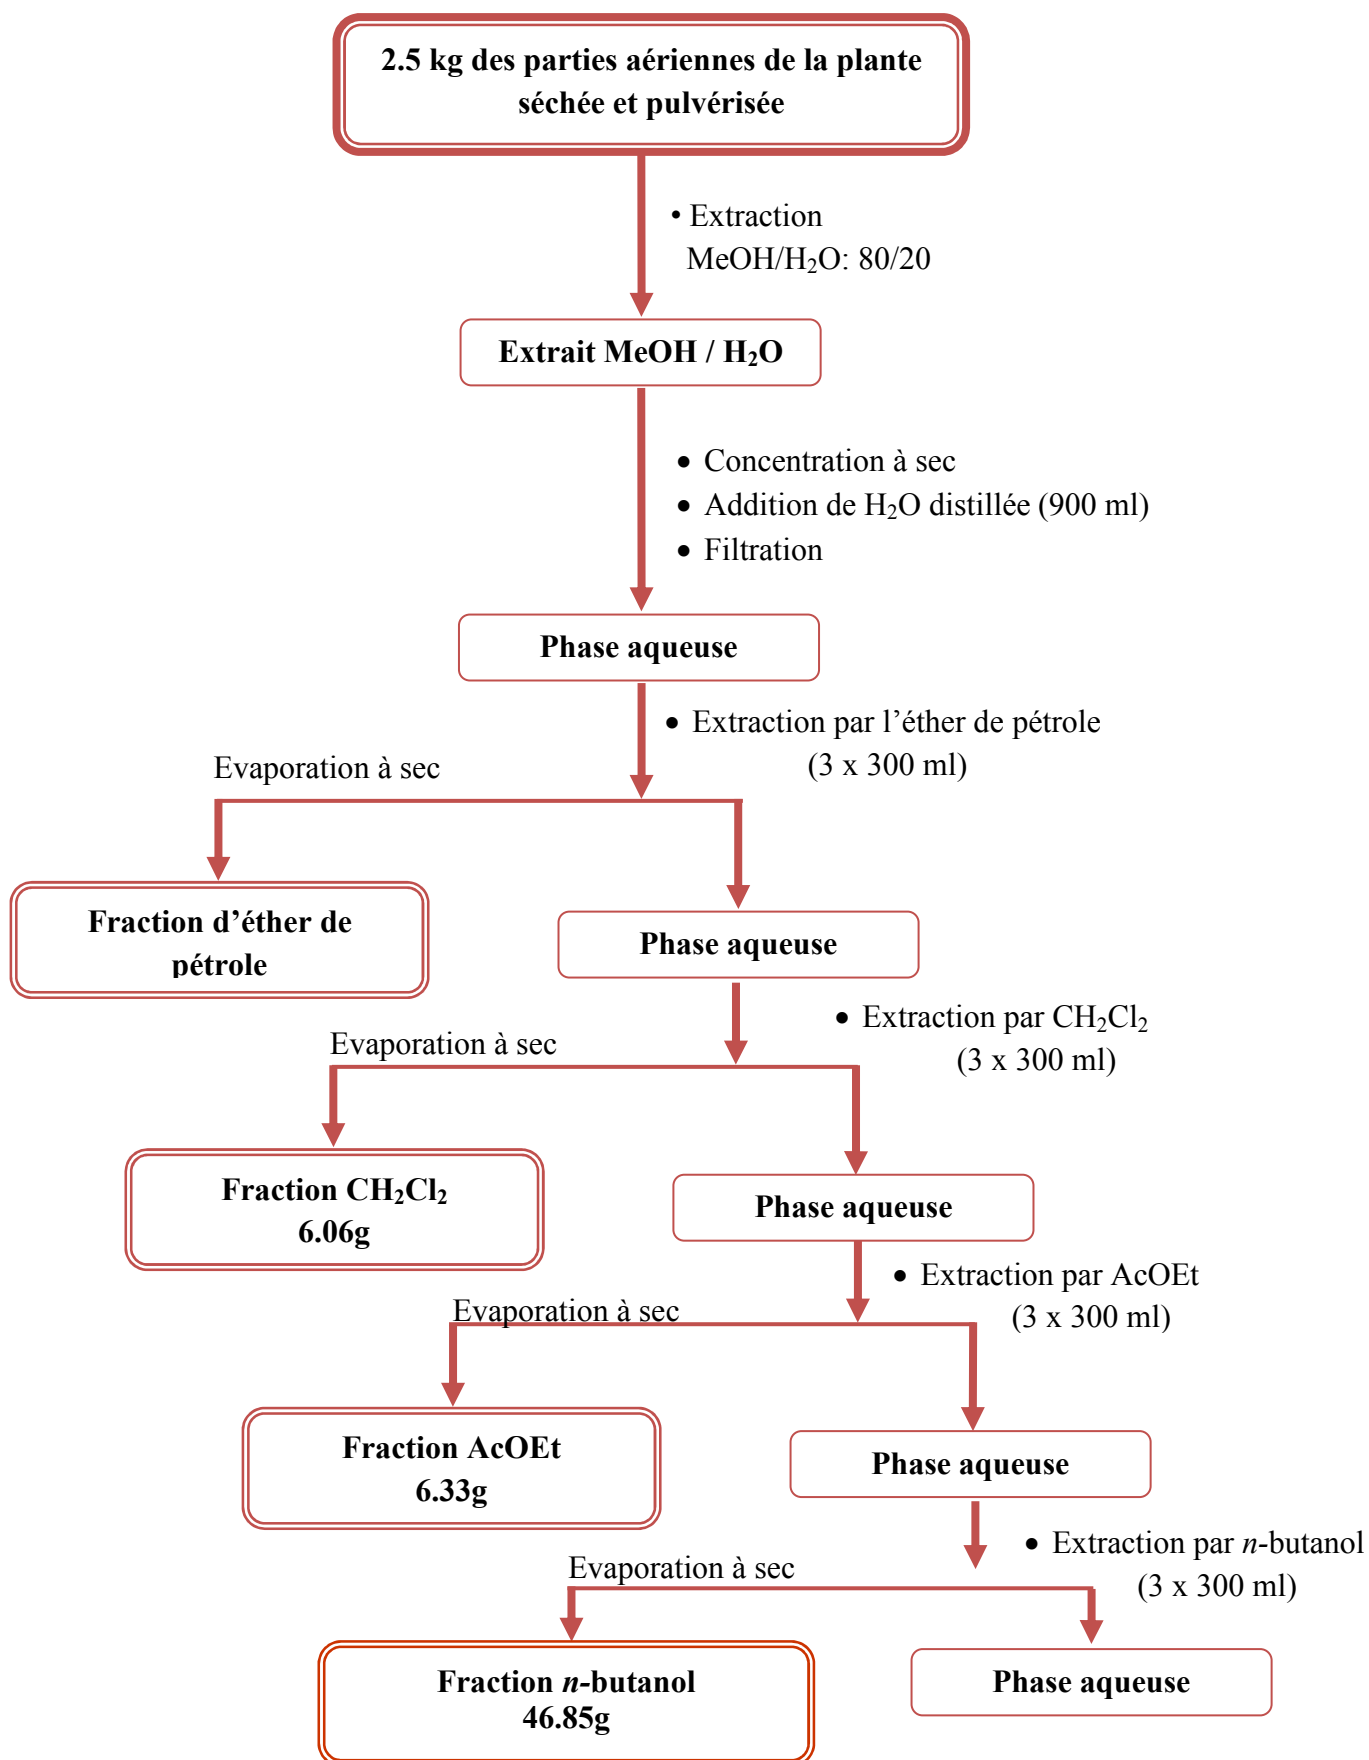 2.5 kg des parties aériennes de la plante
séchée et pulvérisée
• Extraction
MeOH/H₂O: 80/20
Extrait MeOH / H₂O
• Concentration à sec
• Addition de H₂O distillée (900 ml)
• Filtration
Phase aqueuse
• Extraction par l’éther de pétrole
(3 x 300 ml)
Evaporation à sec
Fraction d’éther de
pétrole
Phase aqueuse
• Extraction par CH₂Cl₂
(3 x 300 ml)
Evaporation à sec
Fraction CH₂Cl₂
6.06g
Phase aqueuse
• Extraction par AcOEt
(3 x 300 ml)
Evaporation à sec
Fraction AcOEt
6.33g
Phase aqueuse
• Extraction par n-butanol
(3 x 300 ml)
Evaporation à sec
Fraction n-butanol
46.85g
Phase aqueuse